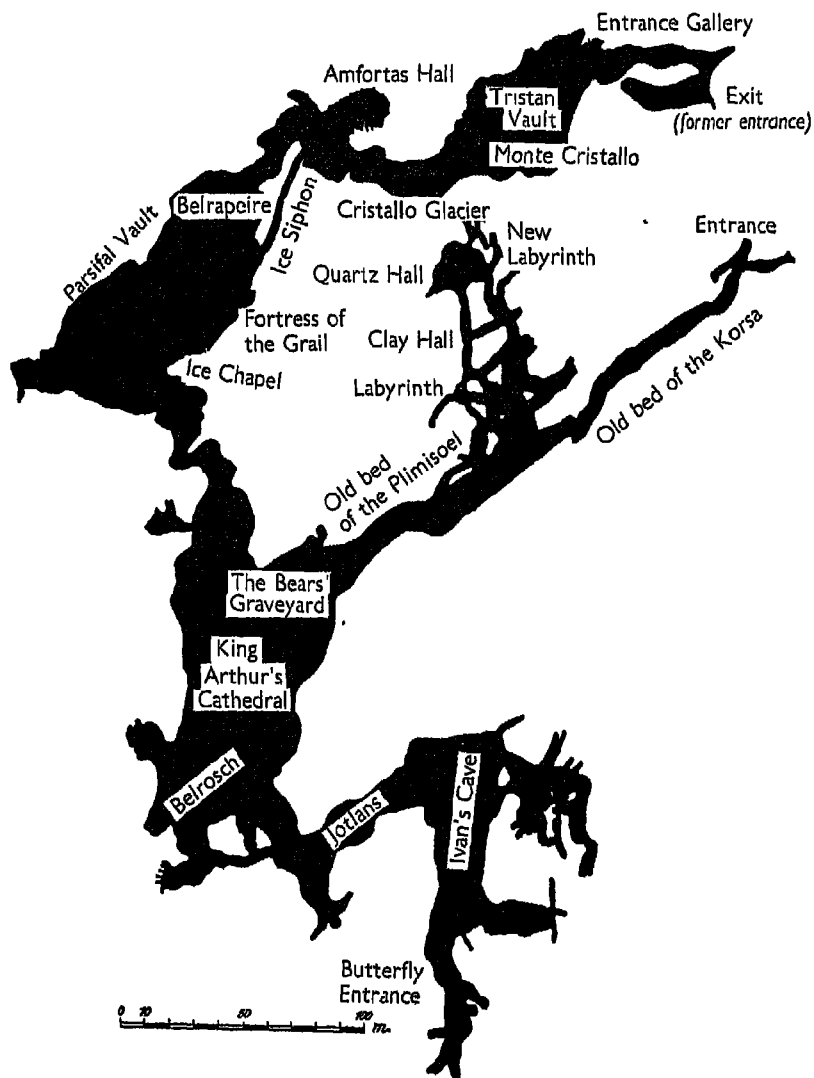 Entrance Gallery
Amfortas Hall
Tristan
Vault
Exit
(former entrance)
Monte Cristallo
Belrapeire
Ice Siphon
Cristallo Glacier
Parsifal Vault
New
Labyrinth
Entrance
Quartz Hall
Fortress of
the Grail
Clay Hall
Ice Chapel
Labyrinth
Old bed of the Korsa
Old bed
of the Plimisoel
The Bears'
Graveyard
King
Arthur's
Cathedral
Belrosch
Jotlans
Ivan's Cave
Butterfly
Entrance
0 10 50 100
m.